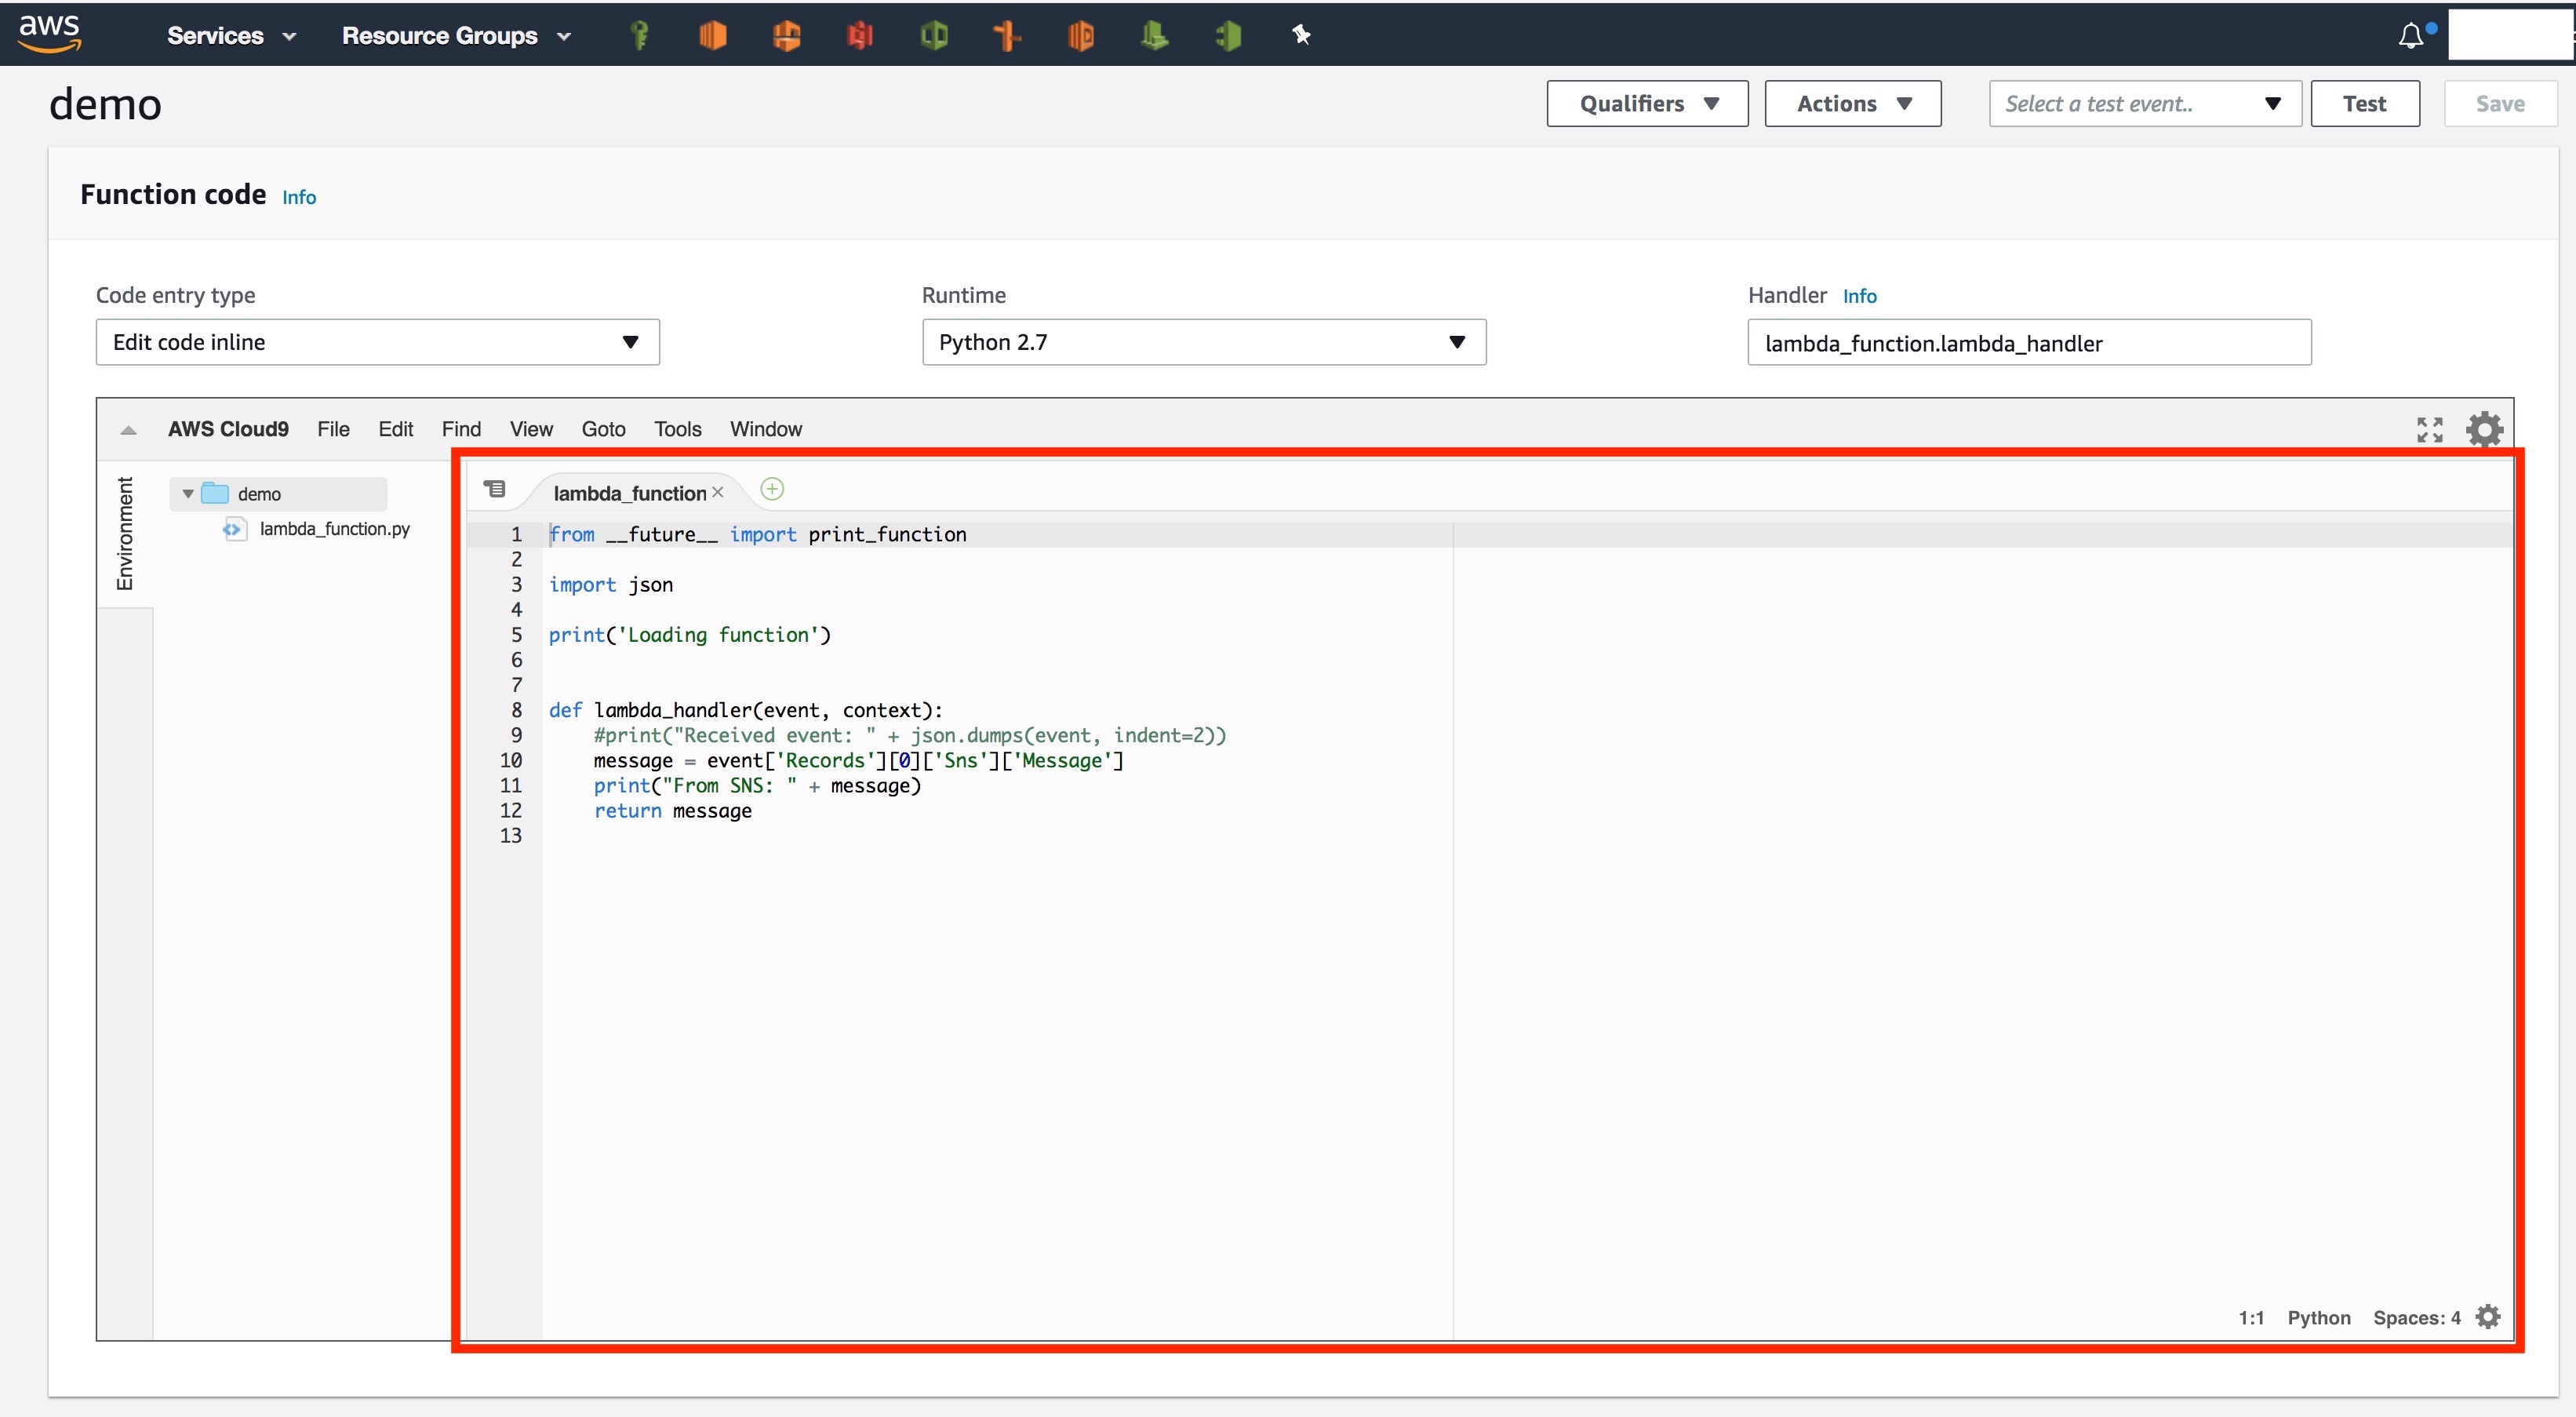 aws Services Resource Groups
demo Qualifiers Actions Select a test event.. Test Save
Function code Info
Code entry type Runtime Handler Info
Edit code inline Python 2.7 lambda_function.lambda_handler
AWS Cloud9 File Edit Find View Goto Tools Window
Environment
demo
lambda_function.py
lambda_function
1 from __future__ import print_function
2
3 import json
4
5 print('Loading function')
6
7
8 def lambda_handler(event, context):
9     #print("Received event: " + json.dumps(event, indent=2))
10     message = event['Records'][0]['Sns']['Message']
11     print("From SNS: " + message)
12     return message
13
1:1 Python Spaces: 4